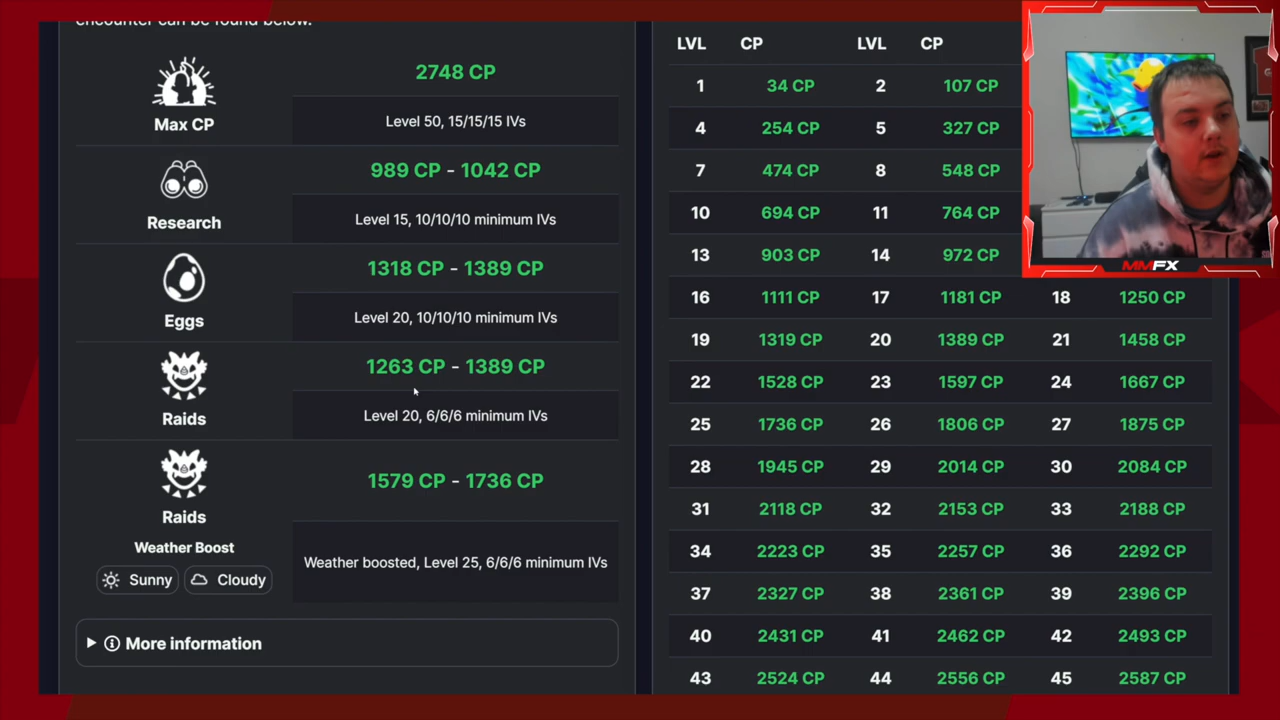 encounter can be found below.
Max CP
2748 CP
Level 50, 15/15/15 IVs
Research
989 CP - 1042 CP
Level 15, 10/10/10 minimum IVs
Eggs
1318 CP - 1389 CP
Level 20, 10/10/10 minimum IVs
Raids
1263 CP - 1389 CP
Level 20, 6/6/6 minimum IVs
Raids
Weather Boost
Sunny Cloudy
1579 CP - 1736 CP
Weather boosted, Level 25, 6/6/6 minimum IVs
More information
LVL CP LVL CP
1 34 CP 2 107 CP
4 254 CP 5 327 CP
7 474 CP 8 548 CP
10 694 CP 11 764 CP
13 903 CP 14 972 CP
16 1111 CP 17 1181 CP 18 1250 CP
19 1319 CP 20 1389 CP 21 1458 CP
22 1528 CP 23 1597 CP 24 1667 CP
25 1736 CP 26 1806 CP 27 1875 CP
28 1945 CP 29 2014 CP 30 2084 CP
31 2118 CP 32 2153 CP 33 2188 CP
34 2223 CP 35 2257 CP 36 2292 CP
37 2327 CP 38 2361 CP 39 2396 CP
40 2431 CP 41 2462 CP 42 2493 CP
43 2524 CP 44 2556 CP 45 2587 CP
MMFX